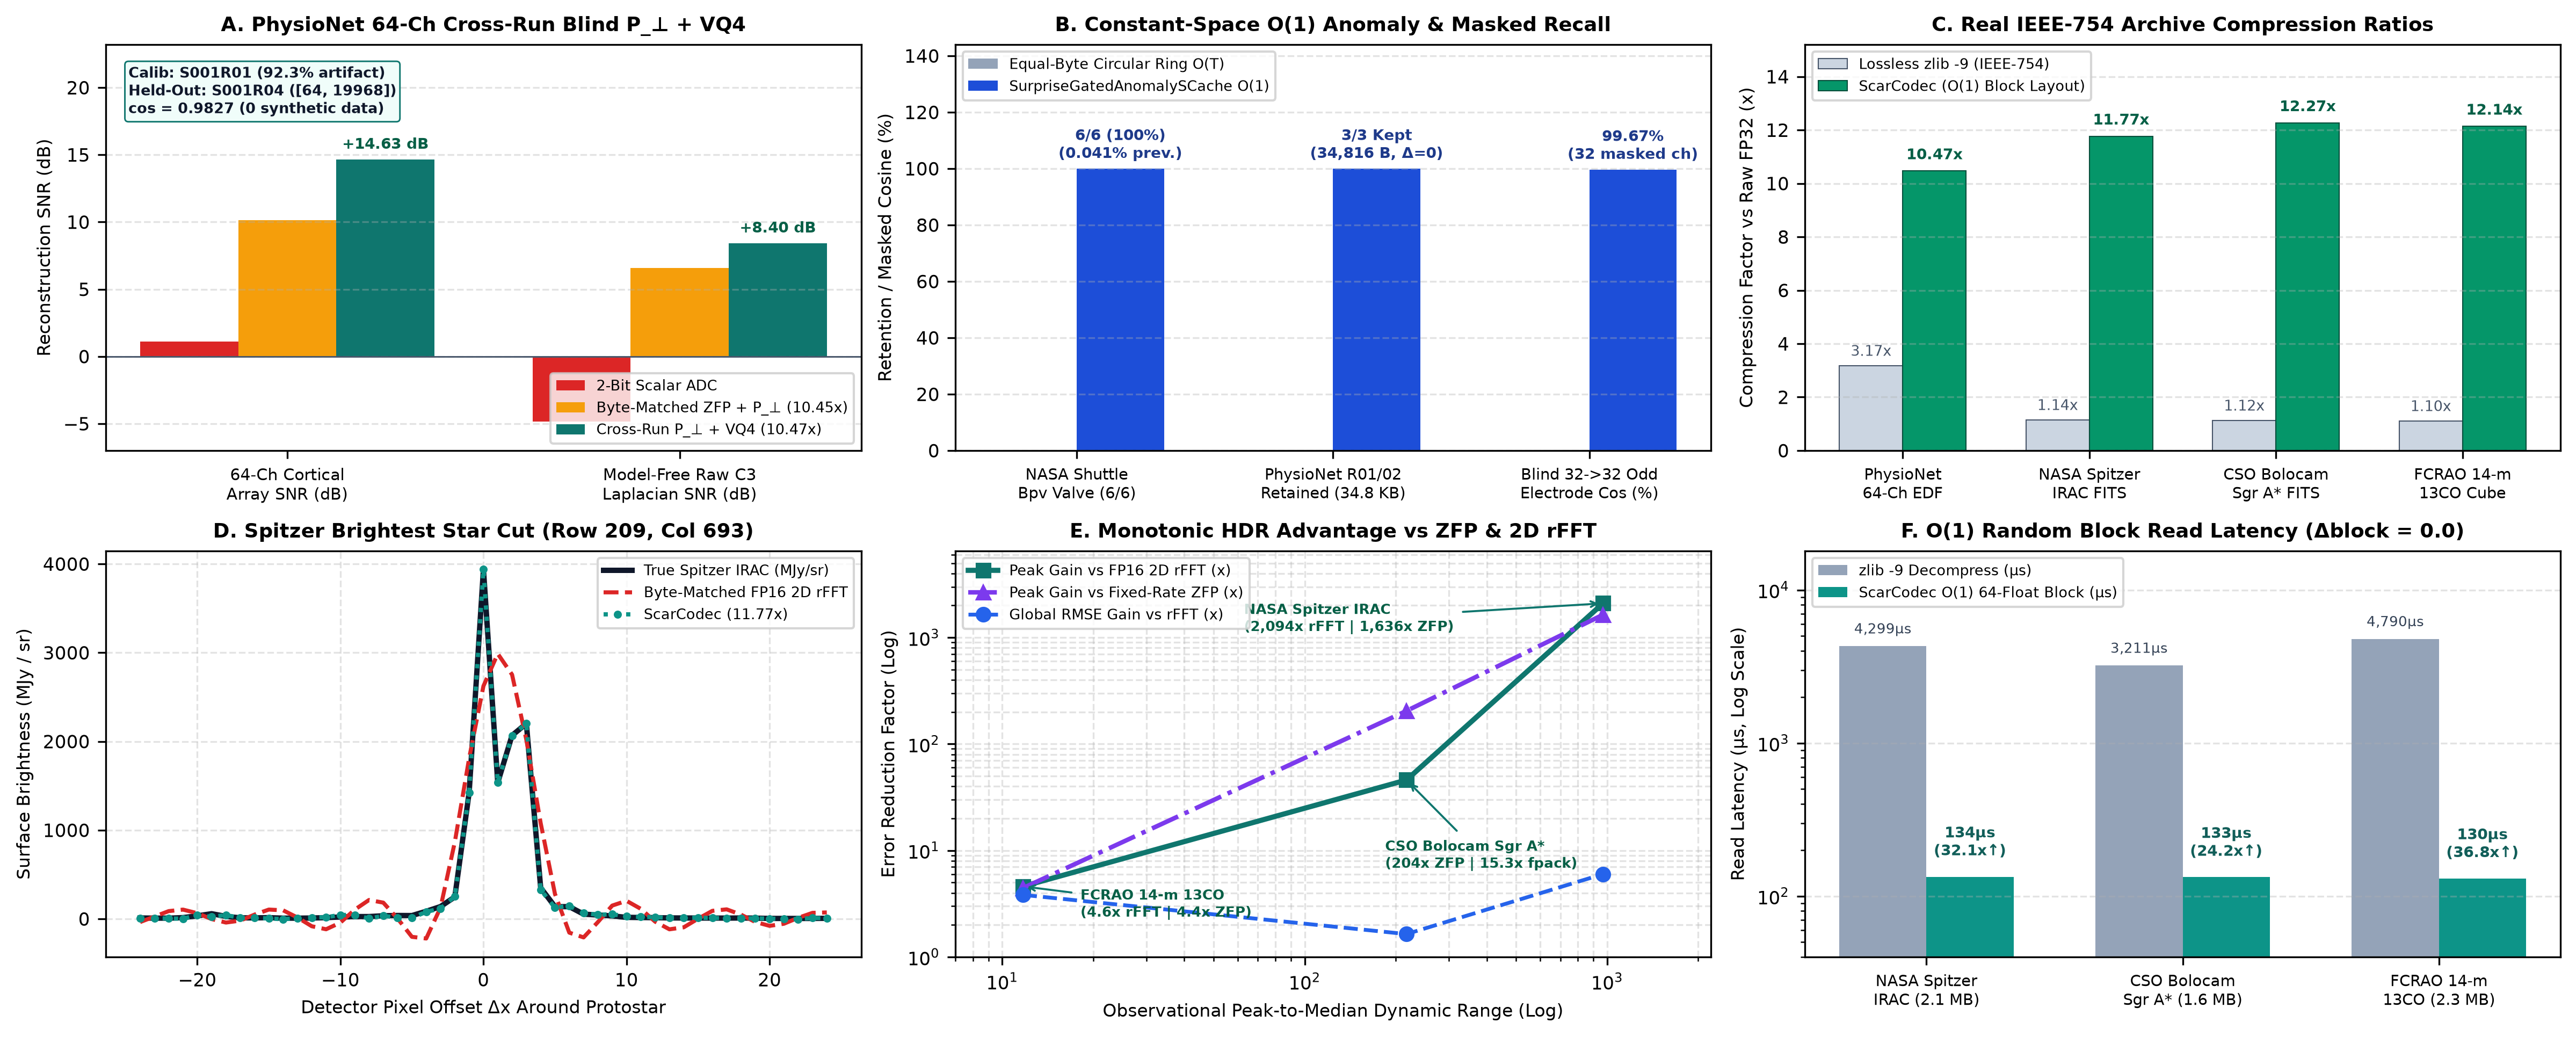 A. PhysioNet 64-Ch Cross-Run Blind P_⊥ + VQ4
Reconstruction SNR (dB)
20
15
10
5
0
−5
Calib: S001R01 (92.3% artifact)
Held-Out: S001R04 ([64, 19968])
cos = 0.9827 (0 synthetic data)
+14.63 dB
+8.40 dB
2-Bit Scalar ADC
Byte-Matched ZFP + P_⊥ (10.45x)
Cross-Run P_⊥ + VQ4 (10.47x)
64-Ch Cortical
Array SNR (dB)
Model-Free Raw C3
Laplacian SNR (dB)
B. Constant-Space O(1) Anomaly & Masked Recall
Retention / Masked Cosine (%)
140
120
100
80
60
40
20
0
Equal-Byte Circular Ring O(T)
SurpriseGatedAnomalySCache O(1)
6/6 (100%)
(0.041% prev.)
3/3 Kept
(34,816 B, Δ=0)
99.67%
(32 masked ch)
NASA Shuttle
Bpv Valve (6/6)
PhysioNet R01/02
Retained (34.8 KB)
Blind 32->32 Odd
Electrode Cos (%)
C. Real IEEE-754 Archive Compression Ratios
Compression Factor vs Raw FP32 (x)
14
12
10
8
6
4
2
0
Lossless zlib -9 (IEEE-754)
ScarCodec (O(1) Block Layout)
3.17x
10.47x
1.14x
11.77x
1.12x
12.27x
1.10x
12.14x
PhysioNet
64-Ch EDF
NASA Spitzer
IRAC FITS
CSO Bolocam
Sgr A* FITS
FCRAO 14-m
13CO Cube
D. Spitzer Brightest Star Cut (Row 209, Col 693)
Surface Brightness (MJy / sr)
4000
3000
2000
1000
0
True Spitzer IRAC (MJy/sr)
Byte-Matched FP16 2D rFFT
ScarCodec (11.77x)
−20
−10
0
10
20
Detector Pixel Offset Δx Around Protostar
E. Monotonic HDR Advantage vs ZFP & 2D rFFT
Error Reduction Factor (Log)
10³
10²
10¹
10⁰
Peak Gain vs FP16 2D rFFT (x)
Peak Gain vs Fixed-Rate ZFP (x)
Global RMSE Gain vs rFFT (x)
NASA Spitzer IRAC
(2,094x rFFT | 1,636x ZFP)
CSO Bolocam Sgr A*
(204x ZFP | 15.3x fpack)
FCRAO 14-m 13CO
(4.6x rFFT | 4.4x ZFP)
10¹
10²
10³
Observational Peak-to-Median Dynamic Range (Log)
F. O(1) Random Block Read Latency (Δblock = 0.0)
Read Latency (μs, Log Scale)
10⁴
10³
10²
zlib -9 Decompress (μs)
ScarCodec O(1) 64-Float Block (μs)
4,299μs
134μs
(32.1x↑)
3,211μs
133μs
(24.2x↑)
4,790μs
130μs
(36.8x↑)
NASA Spitzer
IRAC (2.1 MB)
CSO Bolocam
Sgr A* (1.6 MB)
FCRAO 14-m
13CO (2.3 MB)